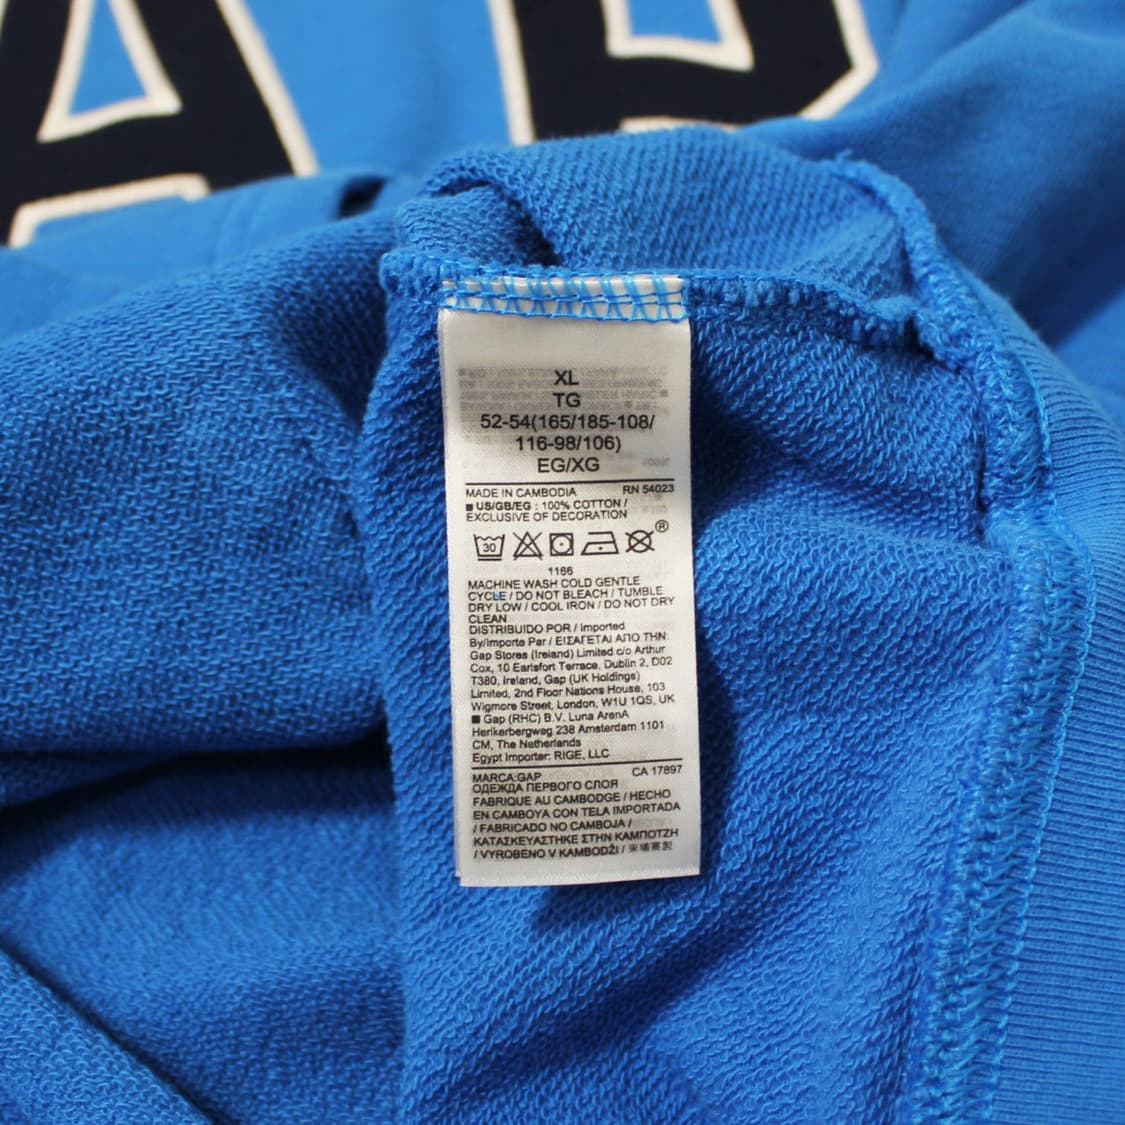 AP
XL
TG
52-54(165/185-108/
116-98/106)
EG/XG
MADE IN CAMBODIA RN 54023
■ US/GB/EG : 100% COTTON /
EXCLUSIVE OF DECORATION
30
®
1166
MACHINE WASH COLD GENTLE
CYCLE / DO NOT BLEACH / TUMBLE
DRY LOW / COOL IRON / DO NOT DRY
CLEAN
DISTRIBUIDO POR / Imported
By/Importe Par / ΕΙΣΑΓΕΤΑΙ ΑΠΟ ΤΗΝ:
Gap Stores (Ireland) Limited c/o Arthur
Cox, 10 Earlsfort Terrace, Dublin 2, D02
T380, Ireland, Gap (UK Holdings)
Limited, 2nd Floor Nations House, 103
Wigmore Street, London, W1U 1QS, UK
■ Gap (RHC) B.V. Luna ArenA
Herikerbergweg 238 Amsterdam 1101
CM, The Netherlands
Egypt Importer: RIGE, LLC
MARCA:GAP CA 17897
ОДЕЖДА ПЕРВОГО СЛОЯ
FABRIQUE AU CAMBODGE / HECHO
EN CAMBOYA CON TELA IMPORTADA
/ FABRICADO NO CAMBOJA /
ΚΑΤΑΣΚΕΥΑΣΤΗΚΕ ΣΤΗΝ ΚΑΜΠΟΤΖΗ
/ VYROBENO V KAMBODŽI / 柬埔寨製